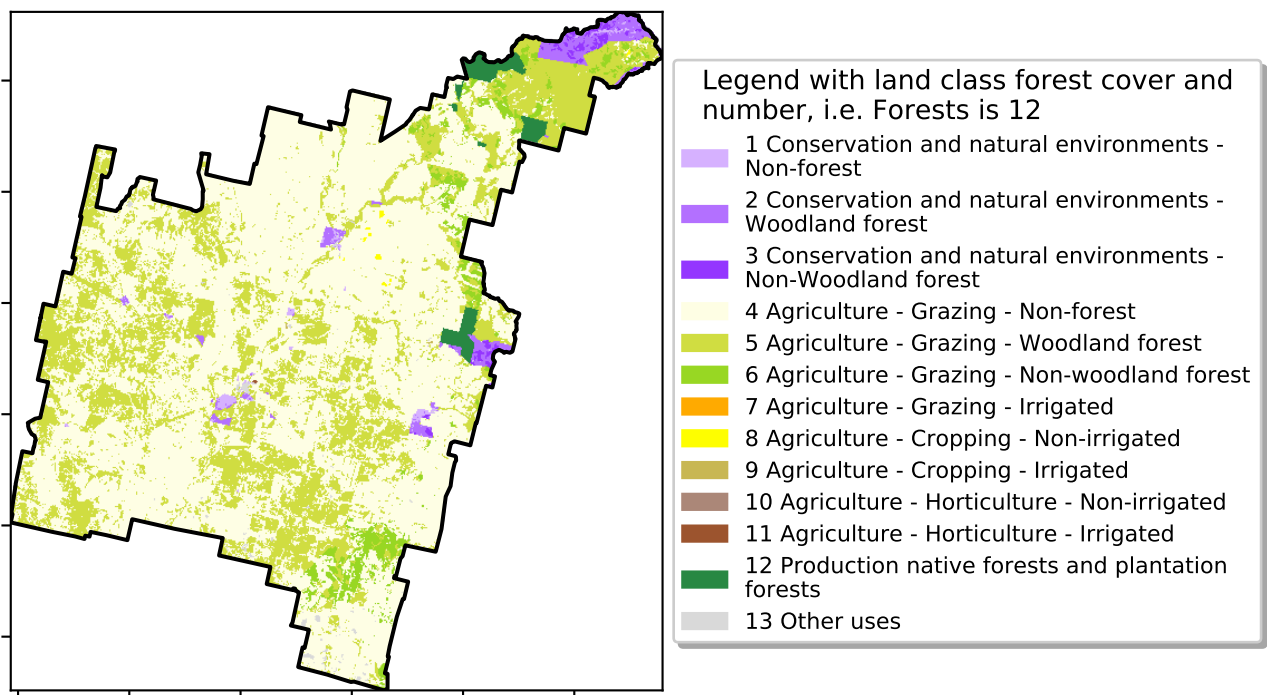 Legend with land class forest cover and
number, i.e. Forests is 12
1 Conservation and natural environments -
Non-forest
2 Conservation and natural environments -
Woodland forest
3 Conservation and natural environments -
Non-Woodland forest
4 Agriculture - Grazing - Non-forest
5 Agriculture - Grazing - Woodland forest
6 Agriculture - Grazing - Non-woodland forest
7 Agriculture - Grazing - Irrigated
8 Agriculture - Cropping - Non-irrigated
9 Agriculture - Cropping - Irrigated
10 Agriculture - Horticulture - Non-irrigated
11 Agriculture - Horticulture - Irrigated
12 Production native forests and plantation
forests
13 Other uses